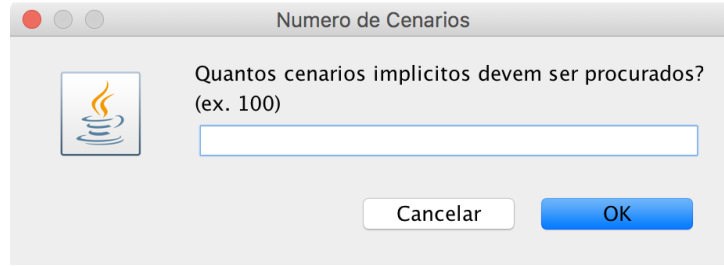 Numero de Cenarios
Quantos cenarios implicitos devem ser procurados?
(ex. 100)
Cancelar
OK